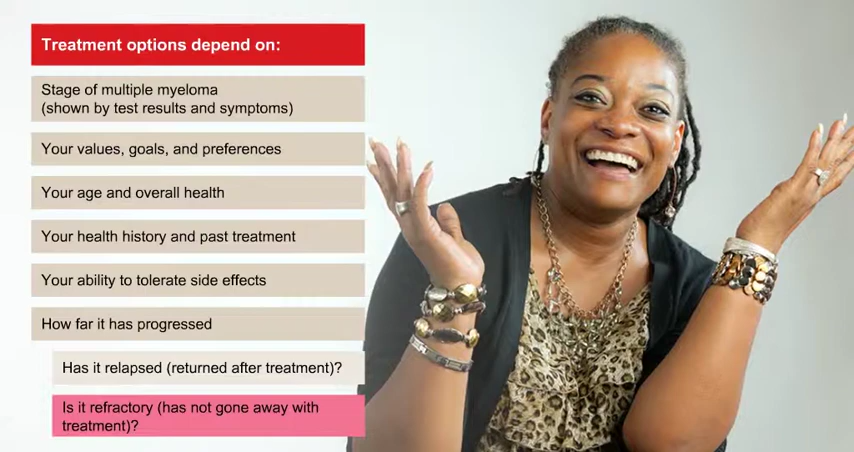 Treatment options depend on:
Stage of multiple myeloma
(shown by test results and symptoms)
Your values, goals, and preferences
Your age and overall health
Your health history and past treatment
Your ability to tolerate side effects
How far it has progressed
Has it relapsed (returned after treatment)?
Is it refractory (has not gone away with
treatment)?